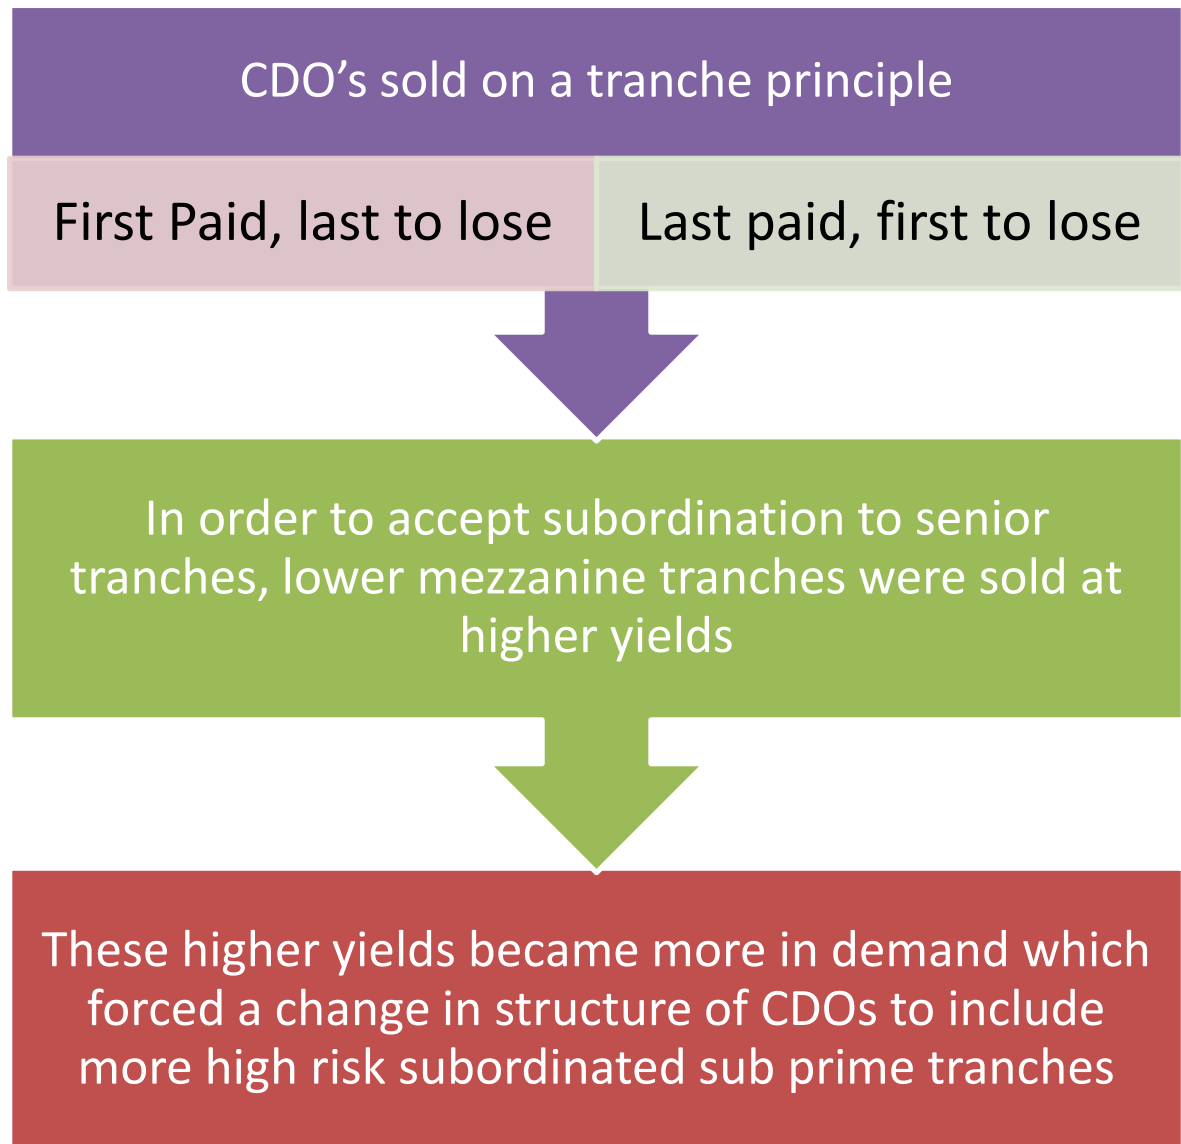 CDO’s sold on a tranche principle
First Paid, last to lose
Last paid, first to lose
In order to accept subordination to senior
tranches, lower mezzanine tranches were sold at
higher yields
These higher yields became more in demand which
forced a change in structure of CDOs to include
more high risk subordinated sub prime tranches